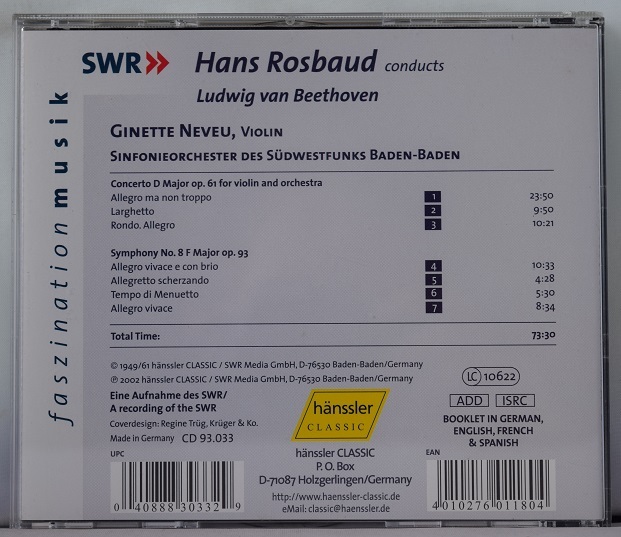 SWR
Hans Rosbaud conducts
Ludwig van Beethoven
faszination musik
GINETTE NEVEU, VIOLIN
SINFONIEORCHESTER DES SÜDWESTFUNKS BADEN-BADEN
Concerto D Major op. 61 for violin and orchestra
Allegro ma non troppo 1 23:50
Larghetto 2 9:50
Rondo. Allegro 3 10:21
Symphony No. 8 F Major op. 93
Allegro vivace e con brio 4 10:33
Allegretto scherzando 5 4:28
Tempo di Menuetto 6 5:30
Allegro vivace 7 8:34
Total Time: 73:30
© 1949/61 hänssler CLASSIC / SWR Media GmbH, D-76530 Baden-Baden/Germany
℗ 2002 hänssler CLASSIC / SWR Media GmbH, D-76530 Baden-Baden/Germany
Eine Aufnahme des SWR/
A recording of the SWR
Coverdesign: Regine Trüg, Krüger & Ko.
Made in Germany CD 93.033
hänssler
CLASSIC
LC 10622
ADD ISRC
BOOKLET IN GERMAN,
ENGLISH, FRENCH
& SPANISH
UPC
0 40888 30332 9
hänssler CLASSIC
P. O. Box
D-71087 Holzgerlingen/Germany
http://www.haenssler-classic.de
eMail: classic@haenssler.de
EAN
4 010276 011804